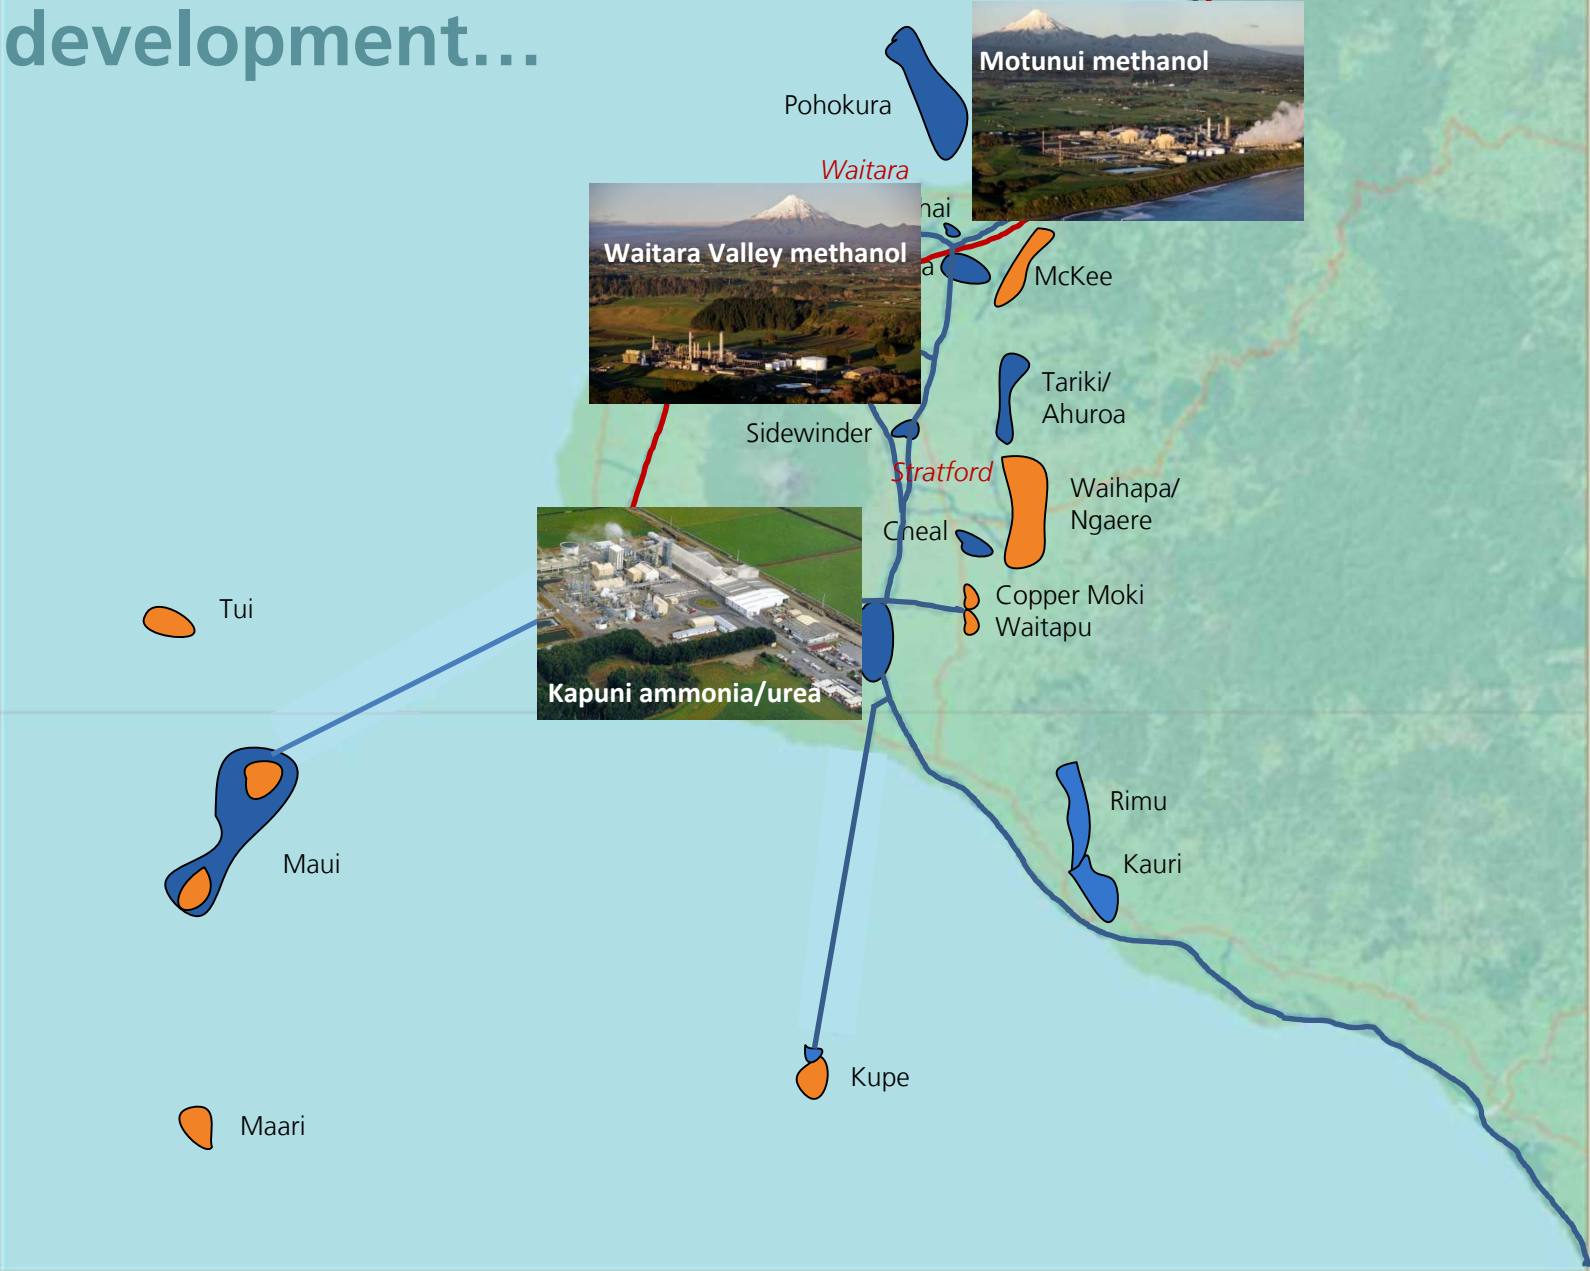 development...
Motunui methanol
Pohokura
Waitara
Waitara Valley methanol
McKee
Tariki/
Ahuroa
Sidewinder
Stratford
Waihapa/
Ngaere
Cheal
Copper Moki
Waitapu
Tui
Kapuni ammonia/urea
Rimu
Maui
Kauri
Kupe
Maari